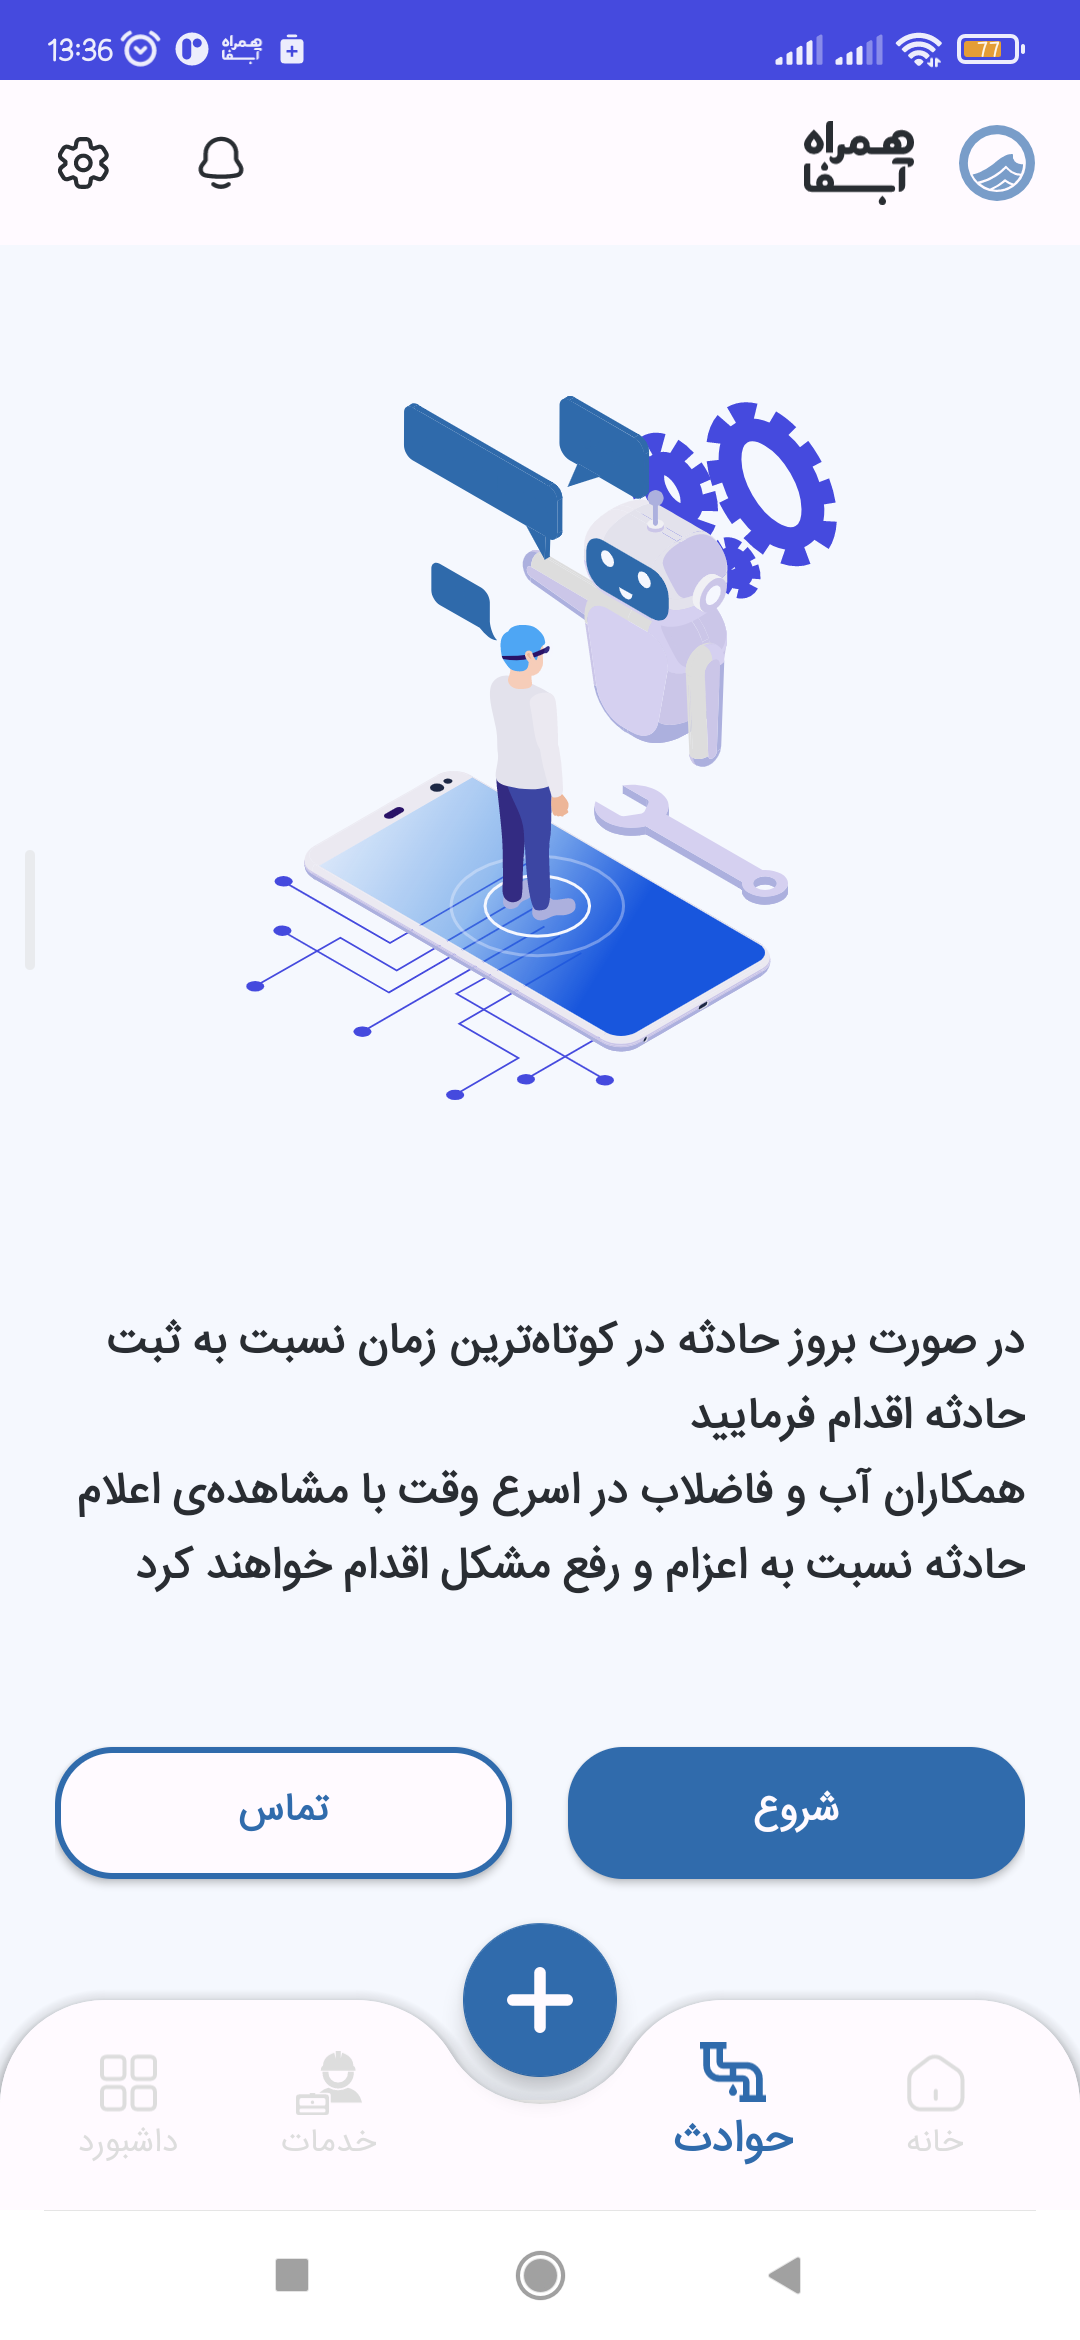 13:36
همراه
آبفا
77
همراه
آبفا
در صورت بروز حادثه در کوتاه‌ترین زمان نسبت به ثبت
حادثه اقدام فرمایید
همکاران آب و فاضلاب در اسرع وقت با مشاهده‌ی اعلام
حادثه نسبت به اعزام و رفع مشکل اقدام خواهند کرد
شروع
تماس
خانه
حوادث
خدمات
داشبورد